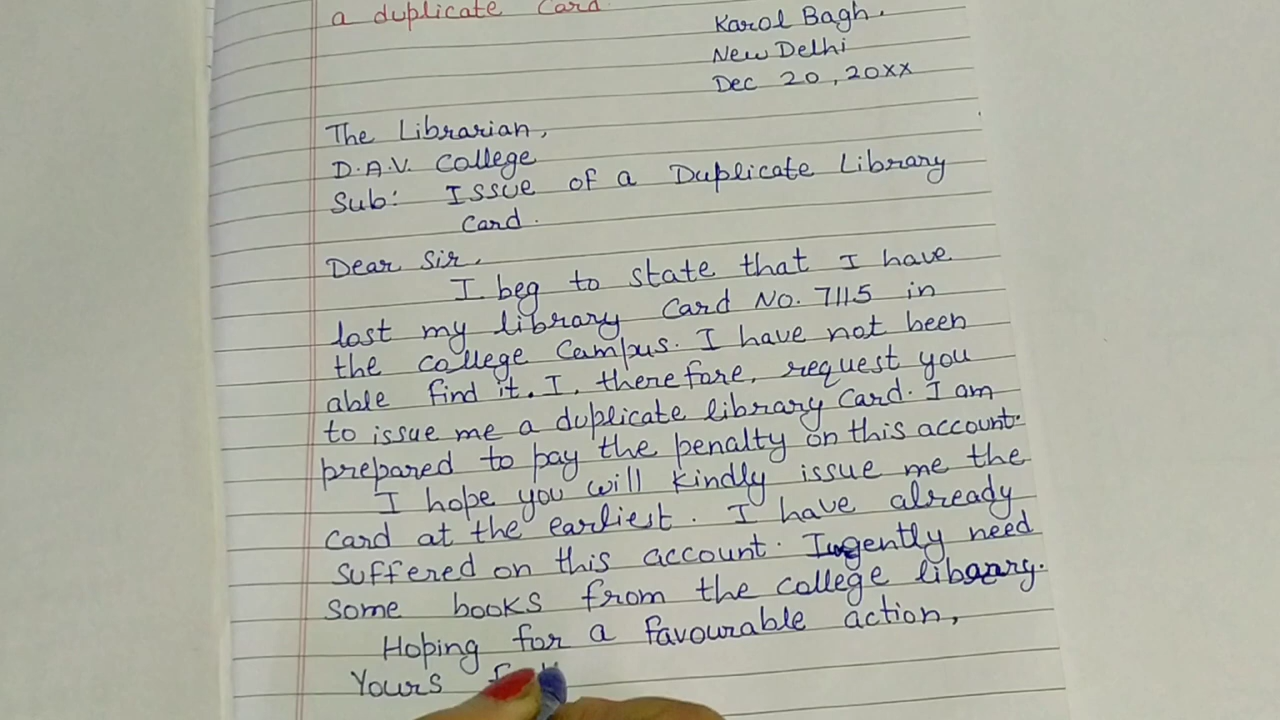 a duplicate Card
Karol Bagh.
New Delhi
Dec 20, 20xx
The Librarian,
D.A.V. College
Sub: Issue of a Duplicate Library
Card.
Dear Sir,
I beg to state that I have
lost my library Card No. 7115 in
the college Campus. I have not been
able find it. I, therefore, request you
to issue me a duplicate library Card. I am
prepared to pay the penalty on this account.
I hope you will kindly issue me the
card at the earliest. I have already
suffered on this account. Iugently need
some books from the college library.
Hoping for a favourable action,
Yours